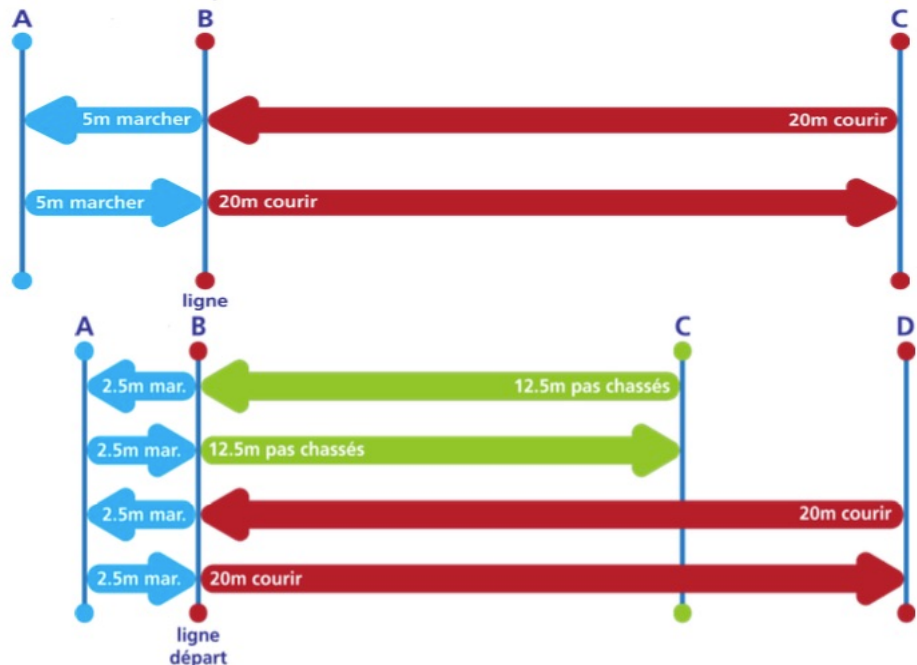 A B C
5m marcher 20m courir
5m marcher 20m courir
ligne
A B C D
2.5m mar. 12.5m pas chassés
2.5m mar. 12.5m pas chassés
2.5m mar. 20m courir
2.5m mar. 20m courir
ligne
départ